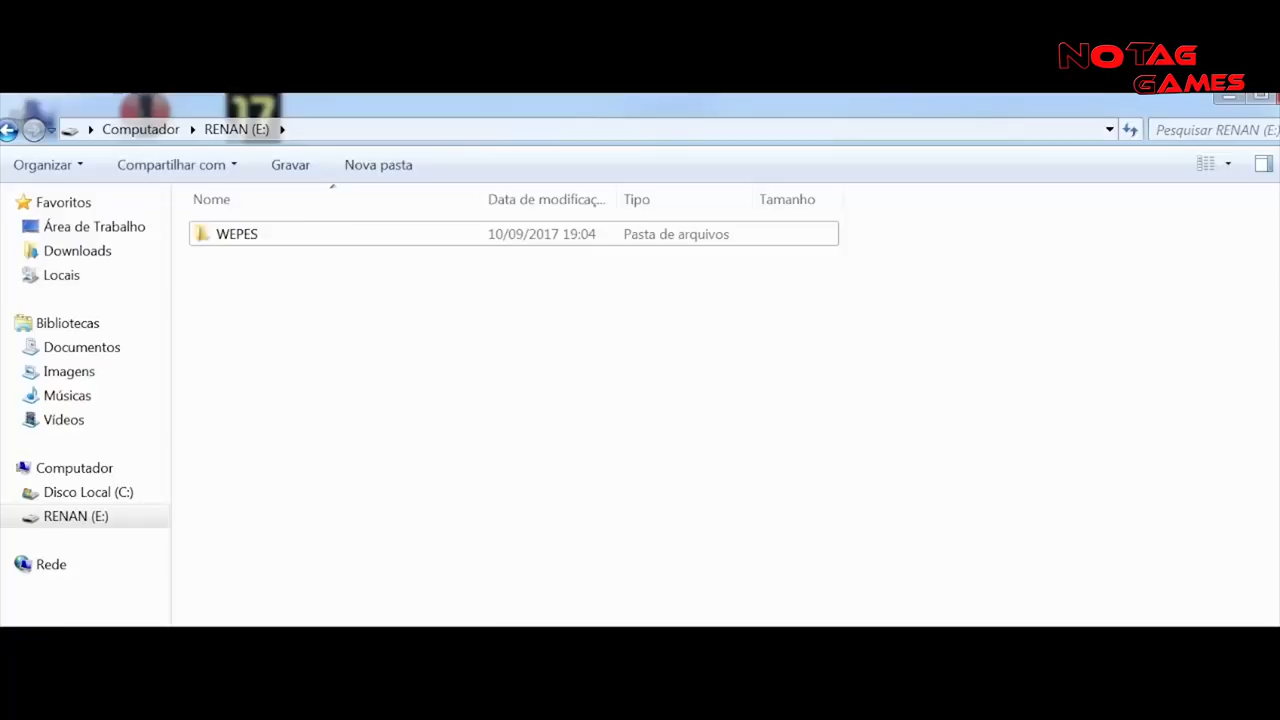 NoTag
Games
17
Computador RENAN (E:)
Pesquisar RENAN (E:)
Organizar Compartilhar com Gravar Nova pasta
Nome Data de modificaç... Tipo Tamanho
WEPES 10/09/2017 19:04 Pasta de arquivos
Favoritos
Área de Trabalho
Downloads
Locais
Bibliotecas
Documentos
Imagens
Músicas
Vídeos
Computador
Disco Local (C:)
RENAN (E:)
Rede